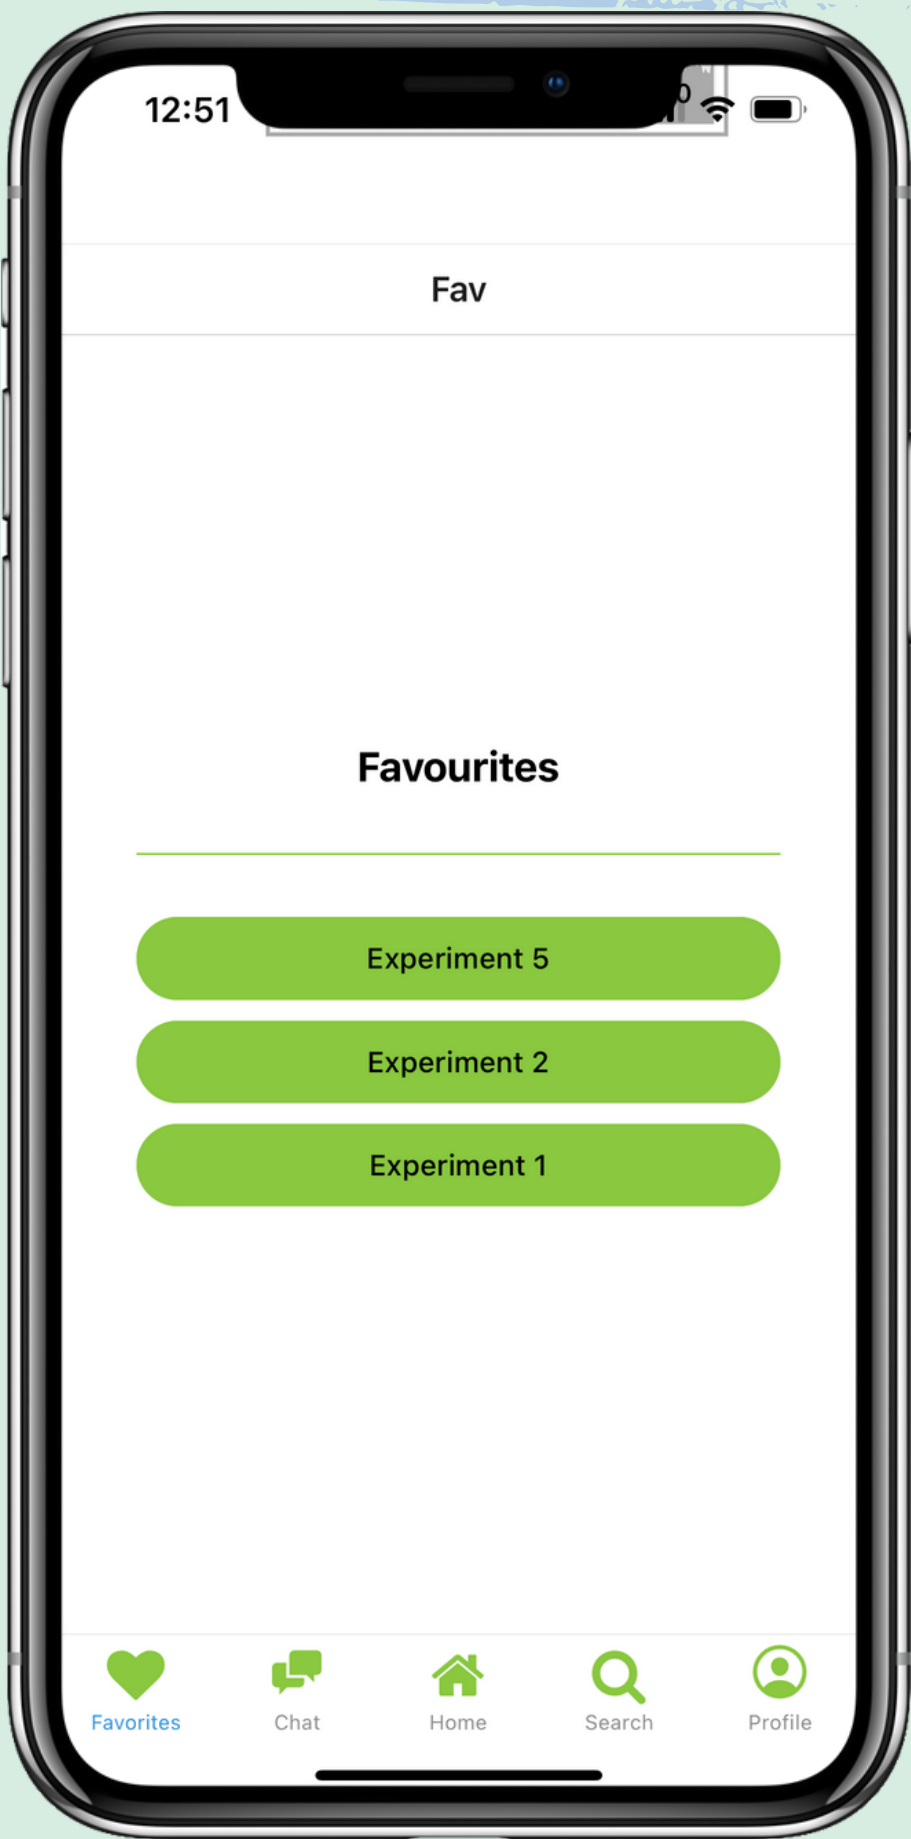 12:51
Fav
Favourites
Experiment 5
Experiment 2
Experiment 1
Favorites
Chat
Home
Search
Profile